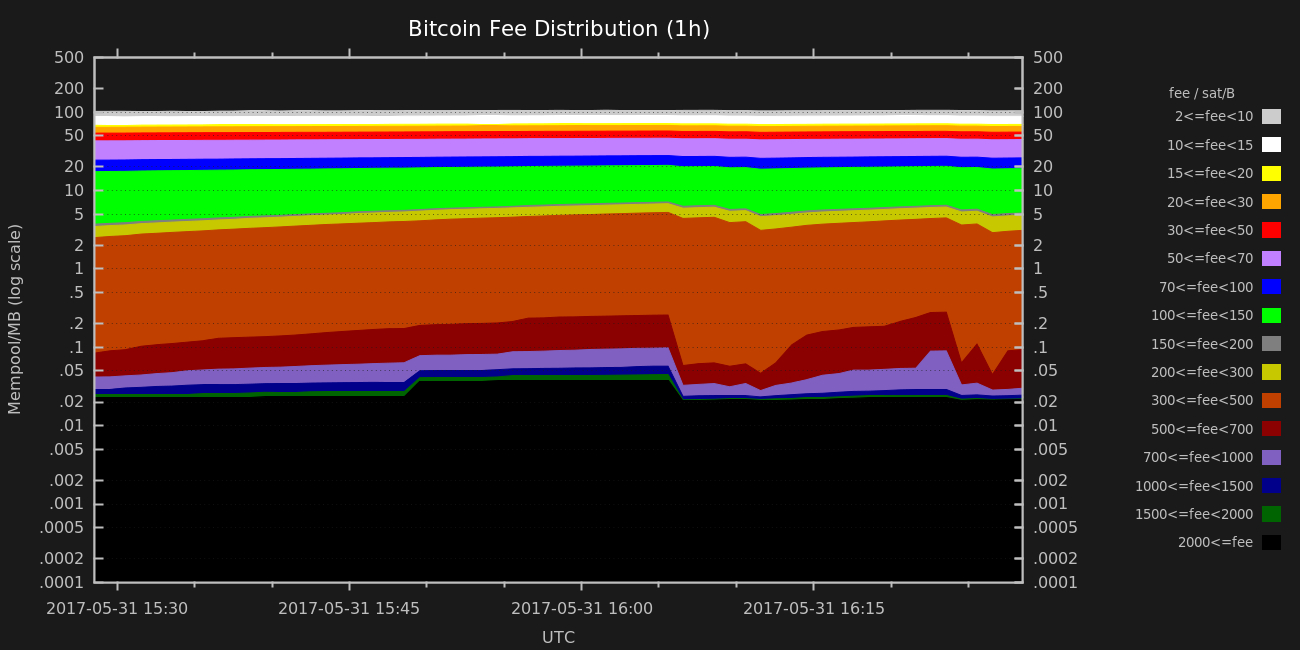 Bitcoin Fee Distribution (1h)
500 500
200 200
100 100
50 50
20 20
10 10
5 5
2 2
1 1
.5 .5
.2 .2
.1 .1
.05 .05
.02 .02
.01 .01
.005 .005
.002 .002
.001 .001
.0005 .0005
.0002 .0002
.0001 .0001
Mempool/MB (log scale)
2017-05-31 15:30 2017-05-31 15:45 2017-05-31 16:00 2017-05-31 16:15
UTC
fee / sat/B
2<=fee<10
10<=fee<15
15<=fee<20
20<=fee<30
30<=fee<50
50<=fee<70
70<=fee<100
100<=fee<150
150<=fee<200
200<=fee<300
300<=fee<500
500<=fee<700
700<=fee<1000
1000<=fee<1500
1500<=fee<2000
2000<=fee